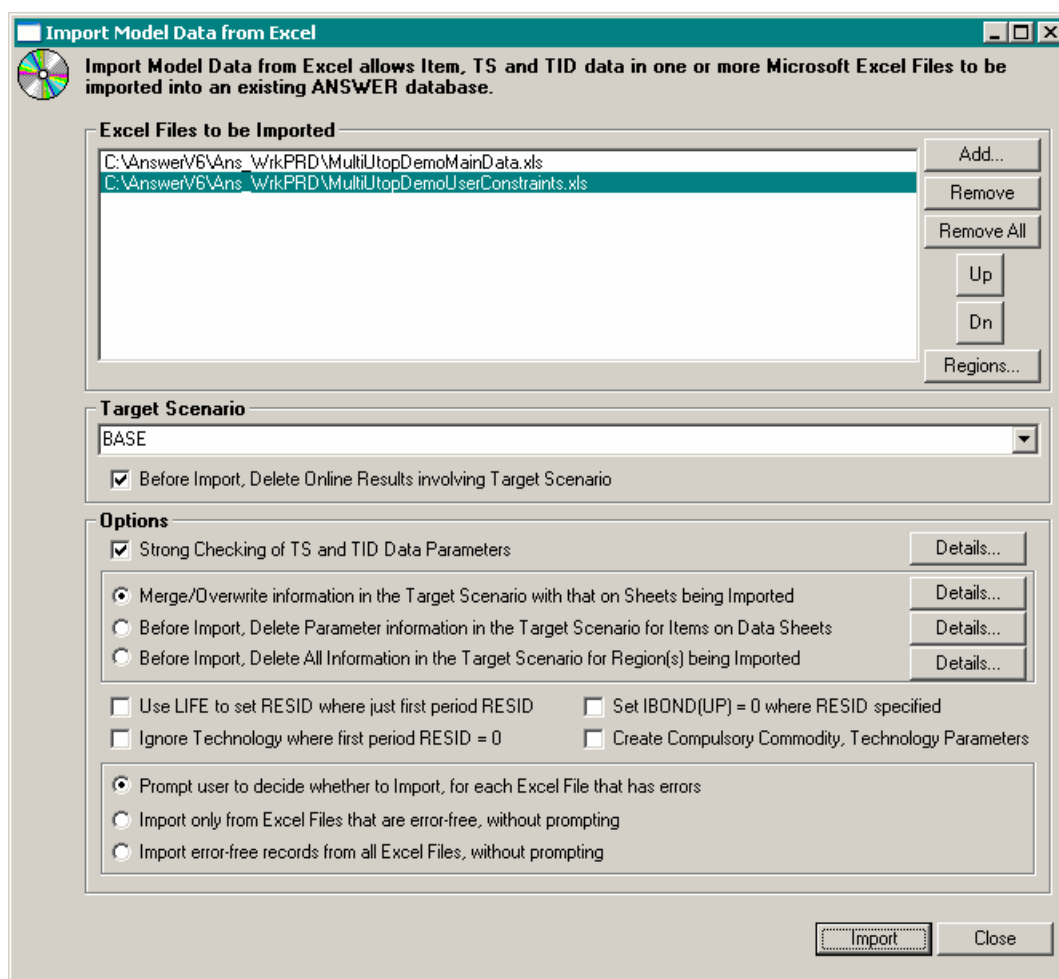 Import Model Data from Excel
Import Model Data from Excel allows Item, TS and TID data in one or more Microsoft Excel Files to be
imported into an existing ANSWER database.
Excel Files to be Imported
C:\AnswerV6\Ans_WrkPRD\MultiUtopDemoMainData.xls
C:\AnswerV6\Ans_WrkPRD\MultiUtopDemoUserConstraints.xls
Add...
Remove
Remove All
Up
Dn
Regions...
Target Scenario
BASE
Before Import, Delete Online Results involving Target Scenario
Options
Strong Checking of TS and TID Data Parameters
Details...
Merge/Overwrite information in the Target Scenario with that on Sheets being Imported
Details...
Before Import, Delete Parameter information in the Target Scenario for Items on Data Sheets
Details...
Before Import, Delete All Information in the Target Scenario for Region(s) being Imported
Details...
Use LIFE to set RESID where just first period RESID
Set IBOND(UP) = 0 where RESID specified
Ignore Technology where first period RESID = 0
Create Compulsory Commodity, Technology Parameters
Prompt user to decide whether to Import, for each Excel File that has errors
Import only from Excel Files that are error-free, without prompting
Import error-free records from all Excel Files, without prompting
Import
Close